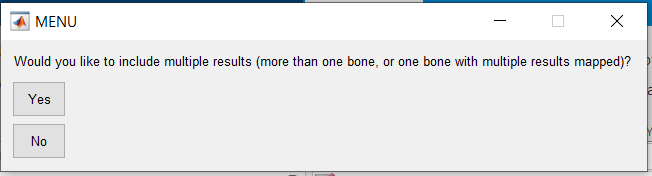 MENU
Would you like to include multiple results (more than one bone, or one bone with multiple results mapped)?
Yes
No